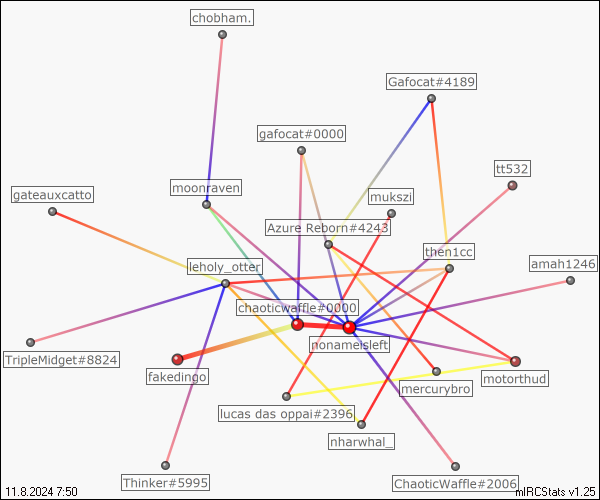 chobham.
Gafocat#4189
gafocat#0000
tt532
moonraven
mukszi
gateauxcatto
Azure Reborn#4243
then1cc
leholy_otter
amah1246
chaoticwaffle#0000
nonameisleft
TripleMidget#8824
fakedingo
motorthud
mercurybro
lucas das oppai#2396
nharwhal_
Thinker#5995
ChaoticWaffle#2006
11.8.2024 7:50
mIRCStats v1.25